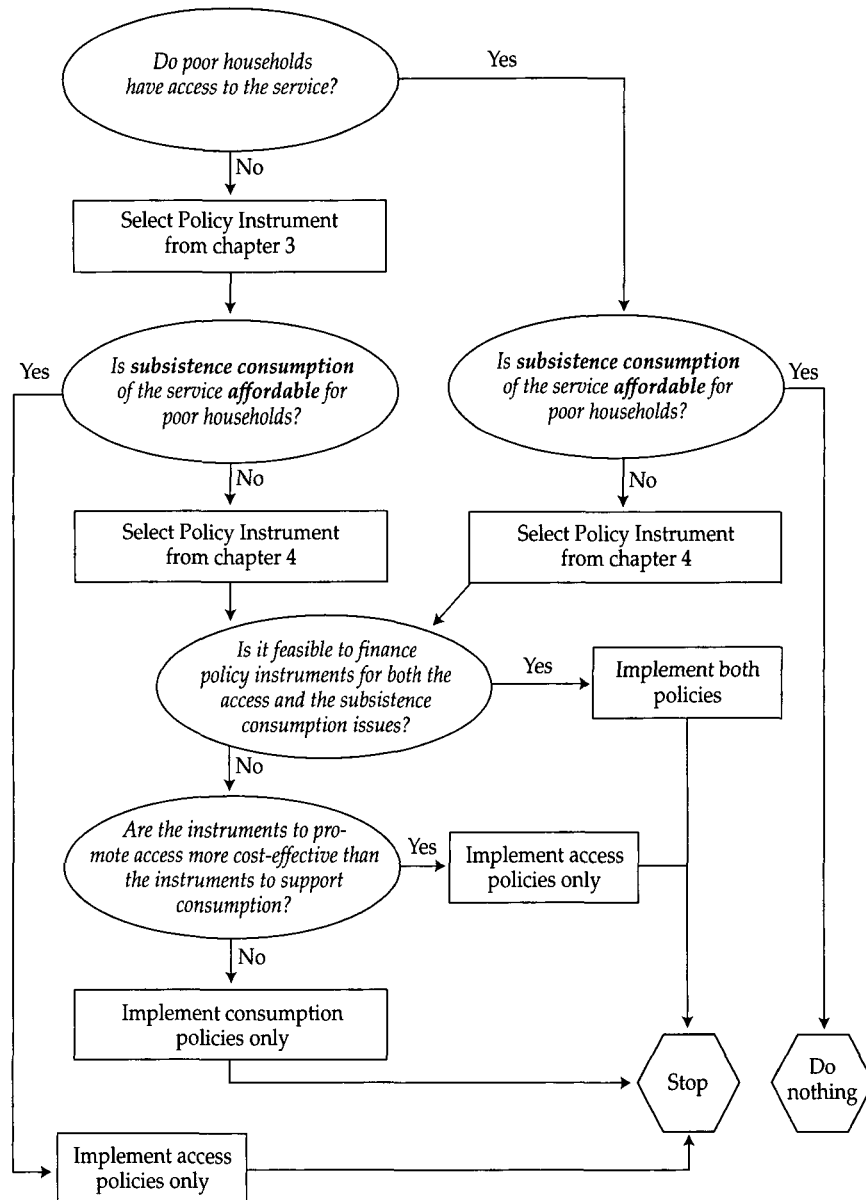 Do poor households
have access to the service?
Yes
No
Select Policy Instrument
from chapter 3
Yes
Is subsistence consumption
of the service affordable for
poor households?
Is subsistence consumption
of the service affordable for
poor households?
Yes
No
No
Select Policy Instrument
from chapter 4
Select Policy Instrument
from chapter 4
Is it feasible to finance
policy instruments for both the
access and the subsistence
consumption issues?
Yes
Implement both
policies
No
Are the instruments to pro-
mote access more cost-effective than
the instruments to support
consumption?
Yes
Implement access
policies only
No
Implement consumption
policies only
Stop
Do
nothing
Implement access
policies only